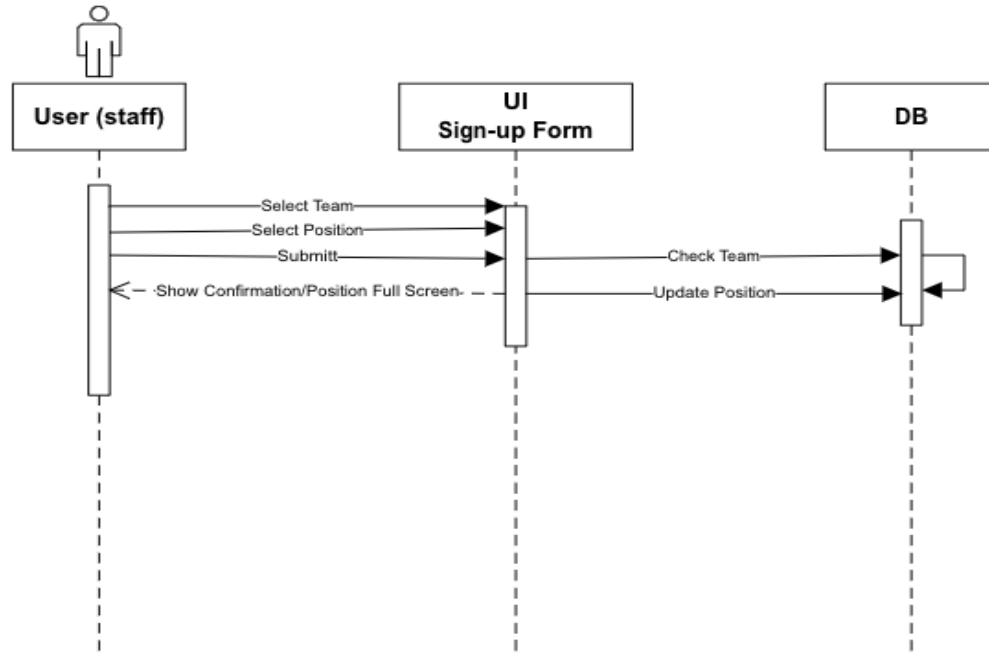 User (staff)
UI
Sign-up Form
DB
Select Team
Select Position
Submitt
Check Team
Show Confirmation/Position Full Screen
Update Position